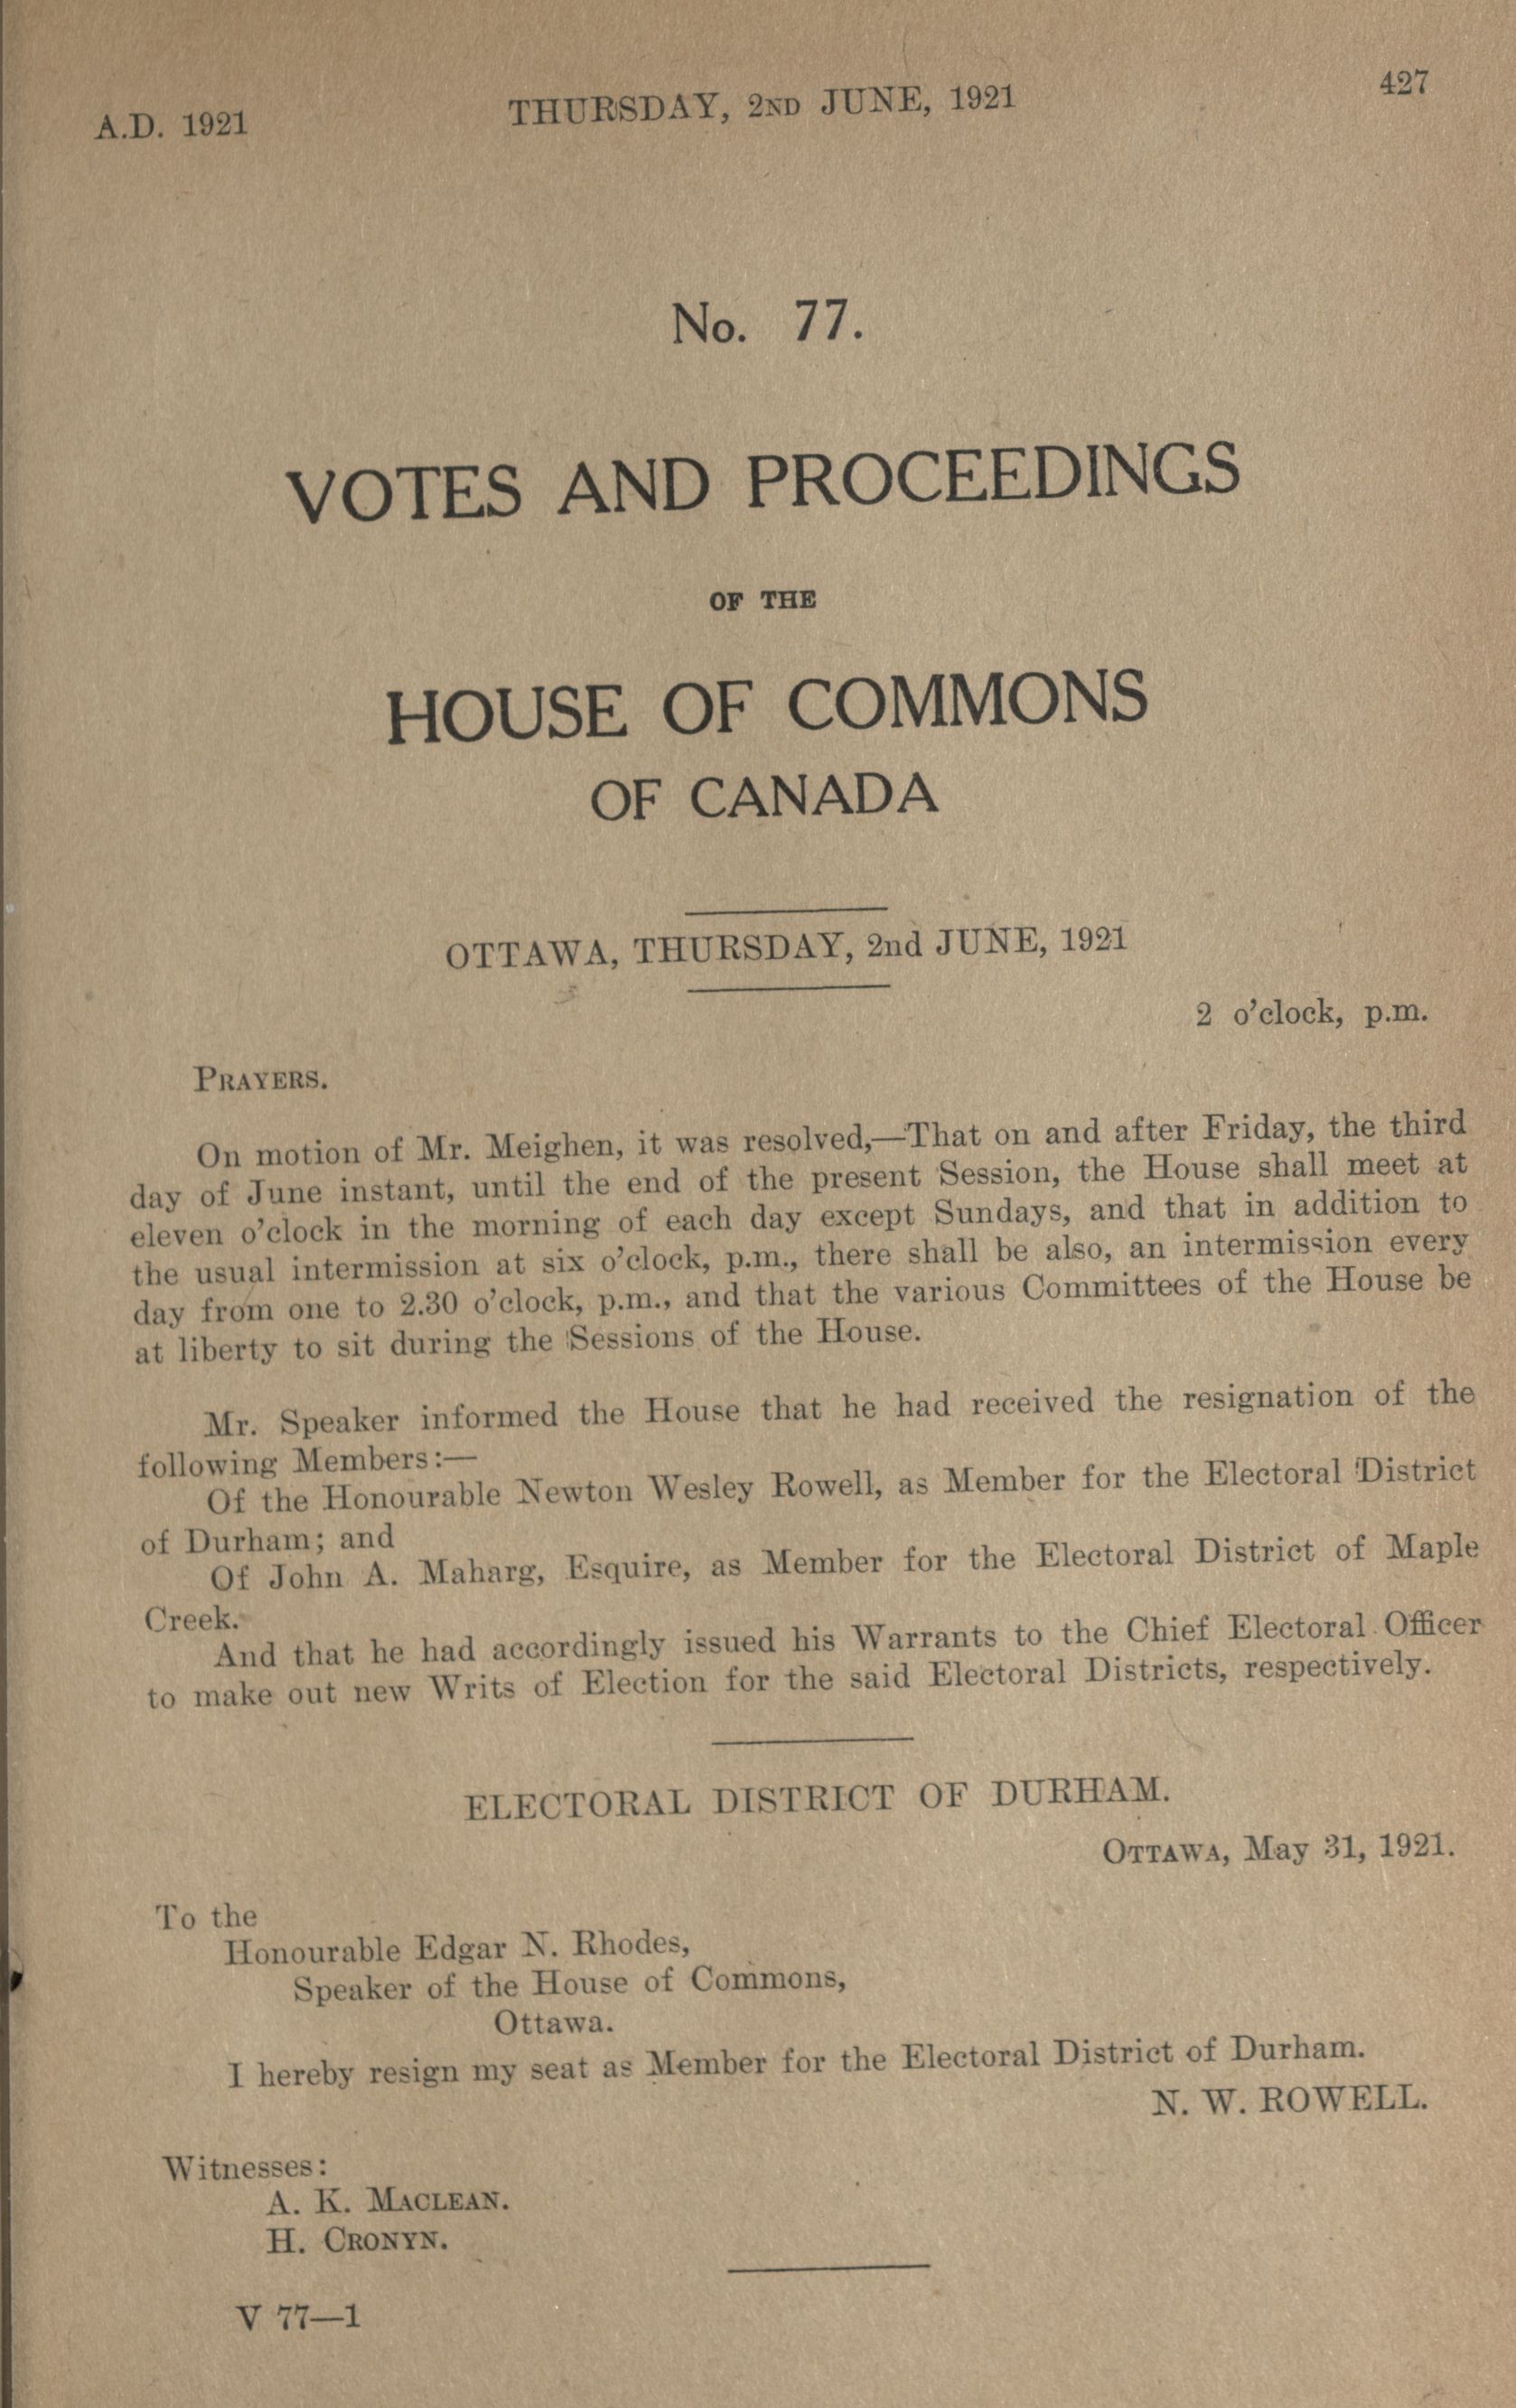 A.D. 1921 THURSDAY, 2ND JUNE, 1921 427
No. 77.
VOTES AND PROCEEDINGS
OF THE
HOUSE OF COMMONS
OF CANADA
OTTAWA, THURSDAY, 2nd JUNE, 1921
2 o'clock, p.m.
PRAYERS.
On motion of Mr. Meighen, it was resolved,—That on and after Friday, the third
day of June instant, until the end of the present Session, the House shall meet at
eleven o'clock in the morning of each day except Sundays, and that in addition to
the usual intermission at six o'clock, p.m., there shall be also, an intermission every
day from one to 2.30 o'clock, p.m., and that the various Committees of the House be
at liberty to sit during the Sessions of the House.
Mr. Speaker informed the House that he had received the resignation of the
following Members:—
Of the Honourable Newton Wesley Rowell, as Member for the Electoral District
of Durham; and
Of John A. Maharg, Esquire, as Member for the Electoral District of Maple
Creek.
And that he had accordingly issued his Warrants to the Chief Electoral Officer
to make out new Writs of Election for the said Electoral Districts, respectively.
ELECTORAL DISTRICT OF DURHAM.
OTTAWA, May 31, 1921.
To the
Honourable Edgar N. Rhodes,
Speaker of the House of Commons,
Ottawa.
I hereby resign my seat as Member for the Electoral District of Durham.
N. W. ROWELL.
Witnesses:
A. K. MACLEAN.
H. CRONYN.
V 77—1